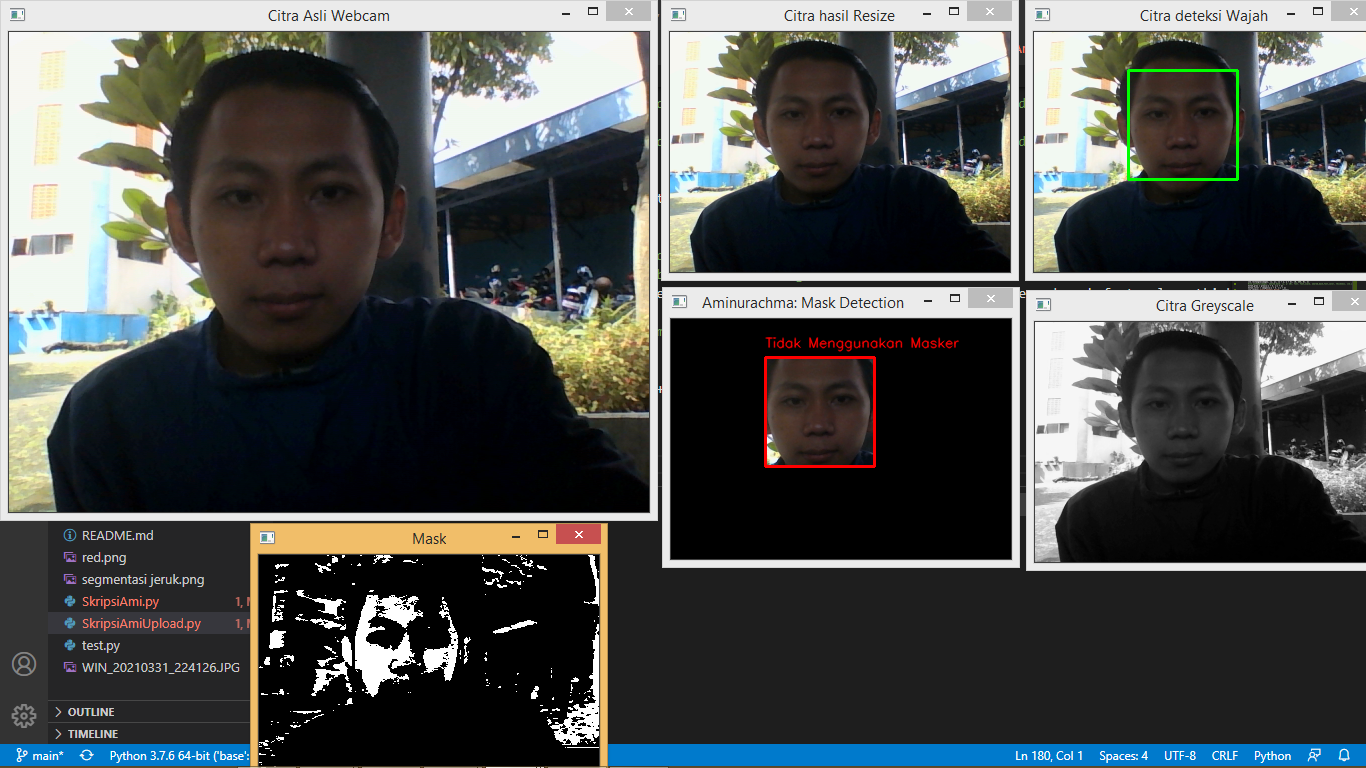 Citra Asli Webcam
Citra hasil Resize
Citra deteksi Wajah
Aminurachma: Mask Detection
Tidak Menggunakan Masker
Citra Greyscale
Mask
README.md
red.png
segmentasi jeruk.png
SkripsiAmi.py 1,
SkripsiAmiUpload.py 1,
test.py
WIN_20210331_224126.JPG
OUTLINE
TIMELINE
main* Python 3.7.6 64-bit ('base': Ln 180, Col 1 Spaces: 4 UTF-8 CRLF Python